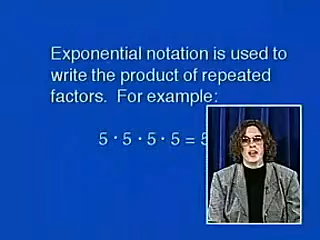 Exponential notation is used to
write the product of repeated
factors. For example:
5 · 5 · 5 · 5 = 5